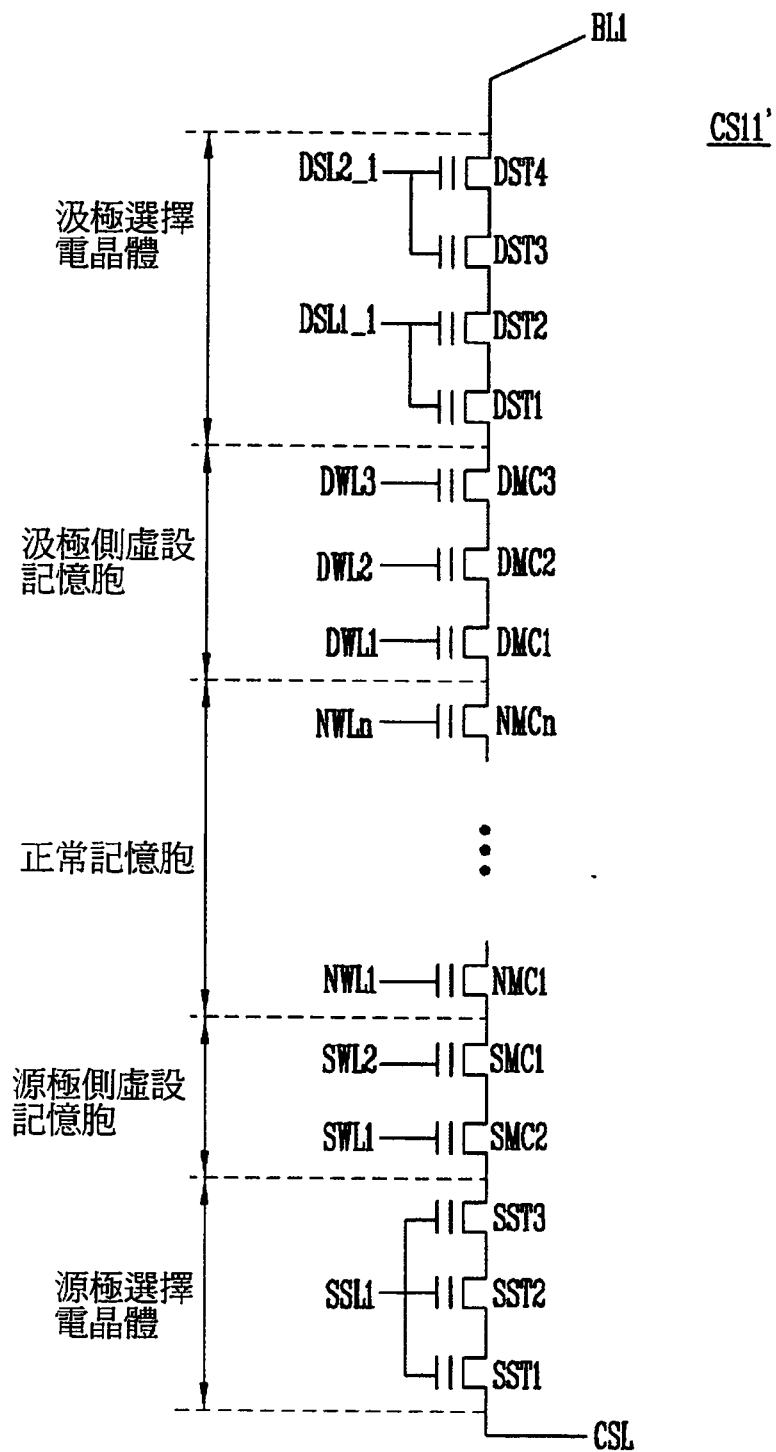 BL1
CS11'
DSL2_1
DST4
汲極選擇
電晶體
DST3
DSL1_1
DST2
DST1
DWL3
DMC3
汲極側虛設
記憶胞
DWL2
DMC2
DWL1
DMC1
NWLn
NMCn
正常記憶胞
NWL1
NMC1
SWL2
SMC1
源極側虛設
記憶胞
SWL1
SMC2
SST3
源極選擇
電晶體
SSL1
SST2
SST1
CSL